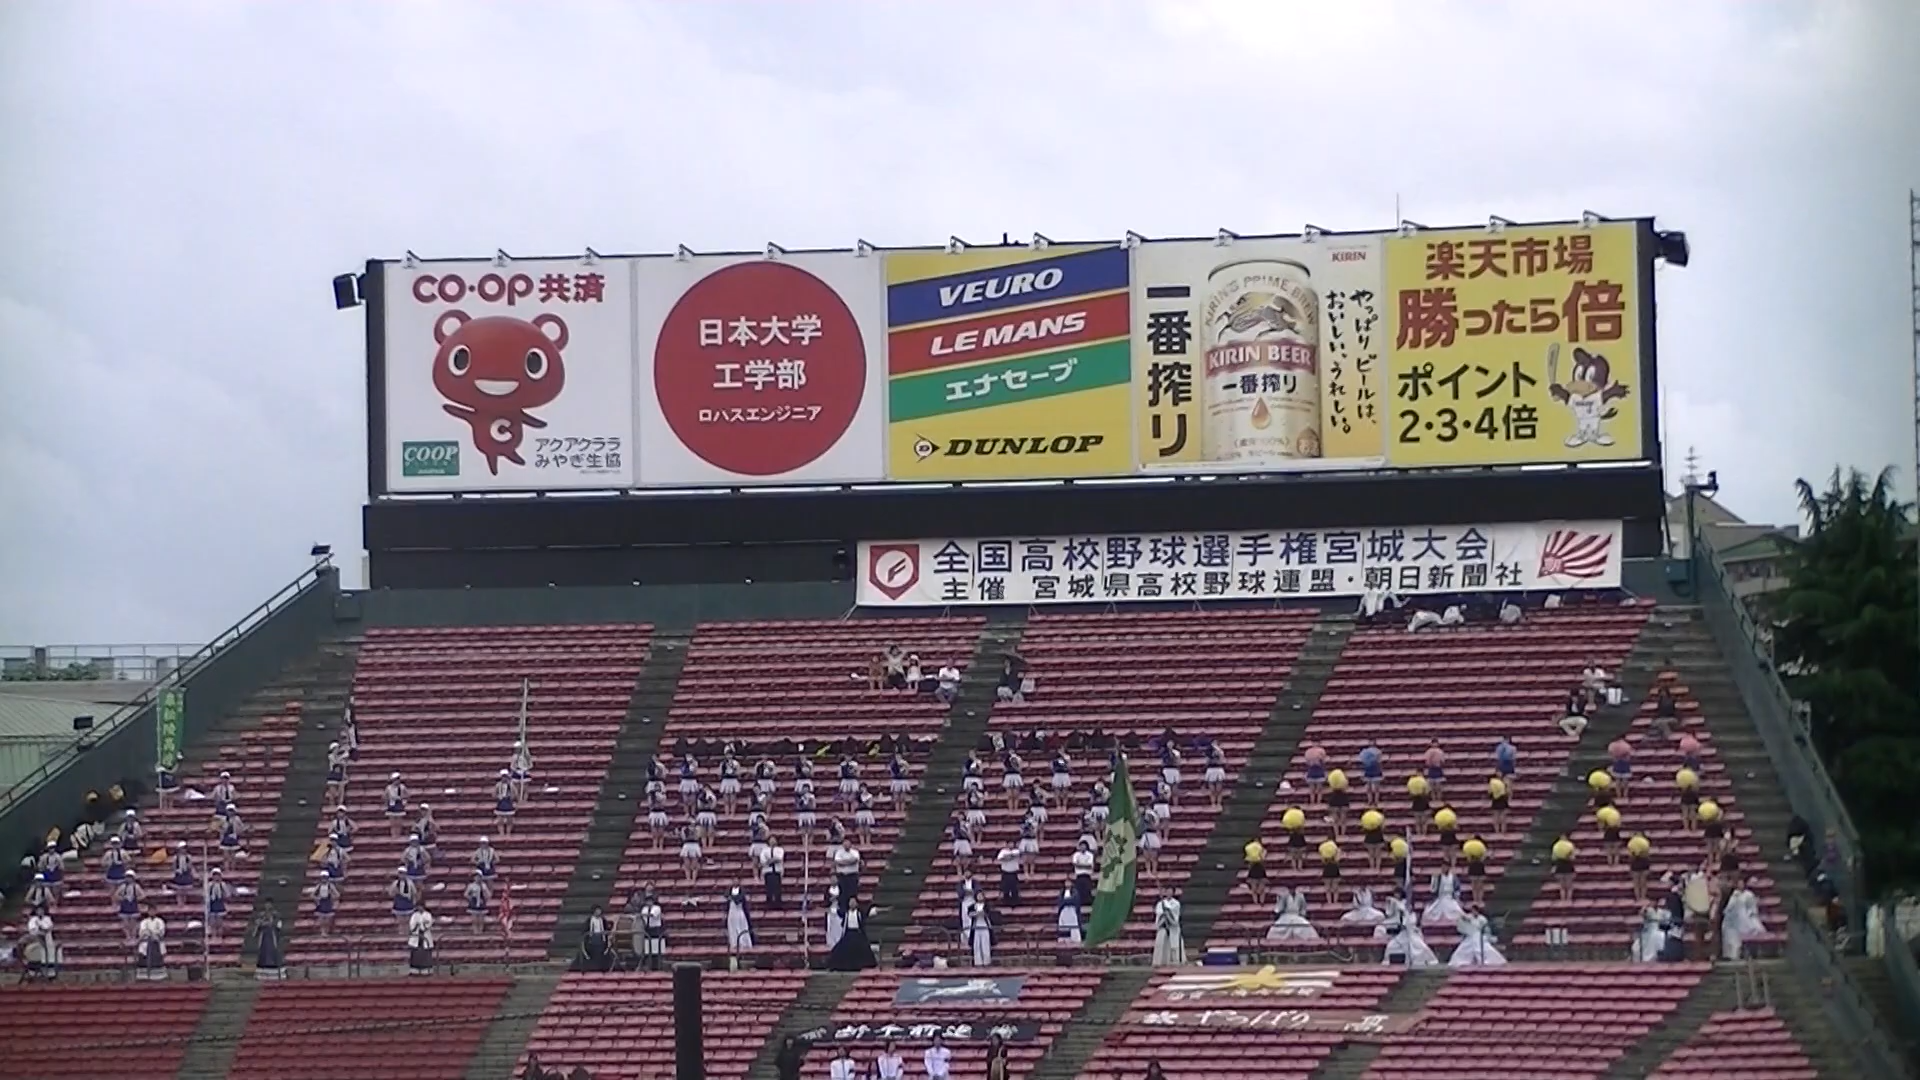 CO・OP共済
COOP
アクアクララ
みやぎ生協
日本大学
工学部
ロハスエンジニア
VEURO
LE MANS
エナセーブ
DUNLOP
KIRIN
一番搾り
KIRIN'S PRIME BREW
KIRIN BEER
一番搾り
やっぱりビールは、
おいしい、うれしい。
楽天市場
勝ったら倍
ポイント
2・3・4倍
全国高校野球選手権宮城大会
主催 宮城県高校野球連盟・朝日新聞社